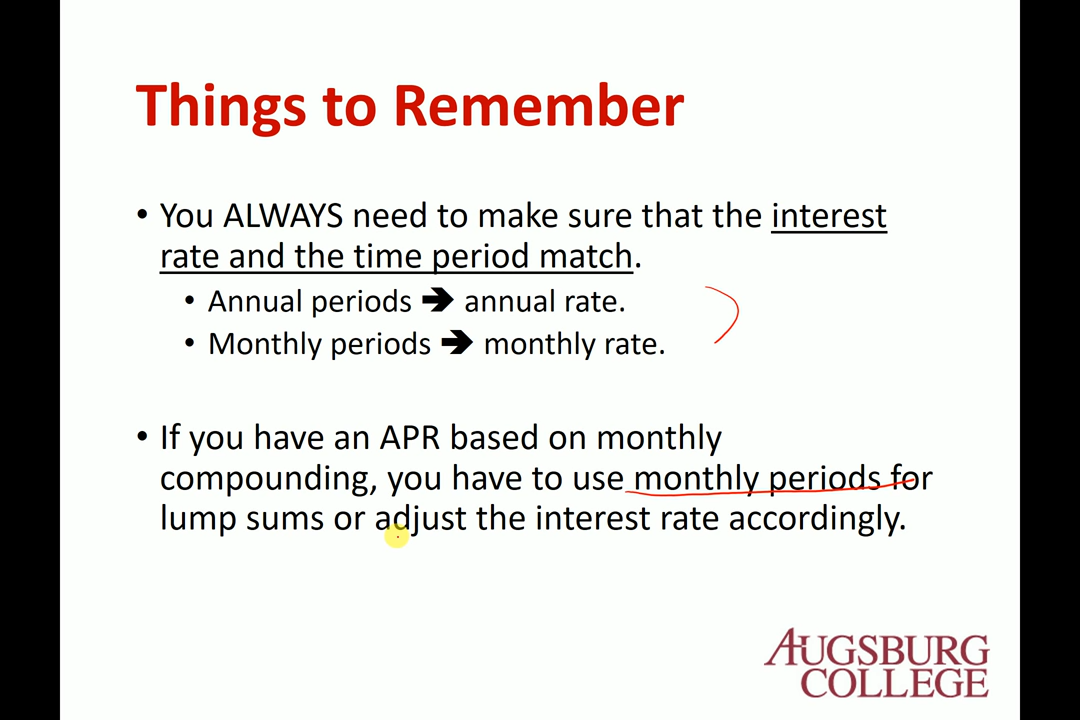 Things to Remember
• You ALWAYS need to make sure that the interest
rate and the time period match.
• Annual periods 🡺 annual rate.
• Monthly periods 🡺 monthly rate.
• If you have an APR based on monthly
compounding, you have to use monthly periods for
lump sums or adjust the interest rate accordingly.
AUGSBURG
COLLEGE